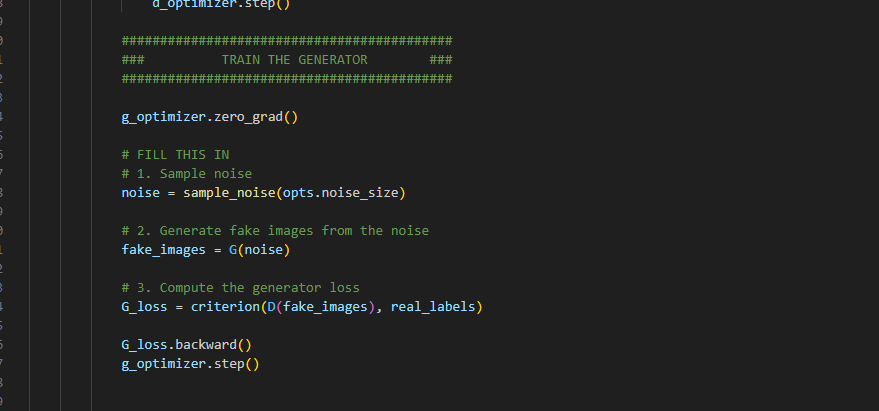 d_optimizer.step()
###########################################
###          TRAIN THE GENERATOR        ###
###########################################
g_optimizer.zero_grad()
# FILL THIS IN
# 1. Sample noise
noise = sample_noise(opts.noise_size)
# 2. Generate fake images from the noise
fake_images = G(noise)
# 3. Compute the generator loss
G_loss = criterion(D(fake_images), real_labels)
G_loss.backward()
g_optimizer.step()